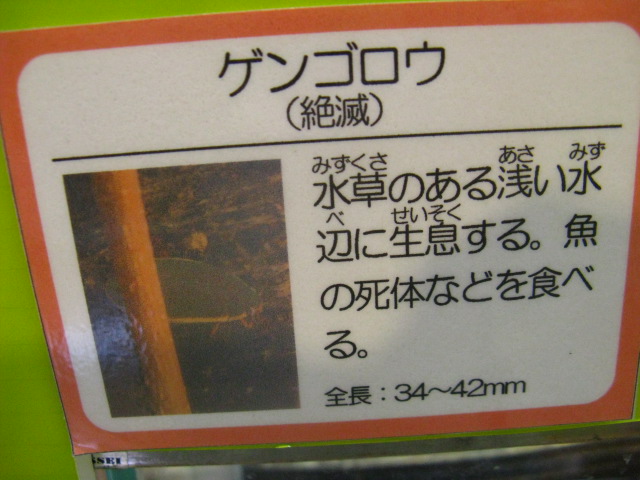 ゲンゴロウ
（絶滅）
みずくさ あさ みず
水草のある浅い水
べ せいそく
辺に生息する。魚
の死体などを食べ
る。
全長：34〜42mm